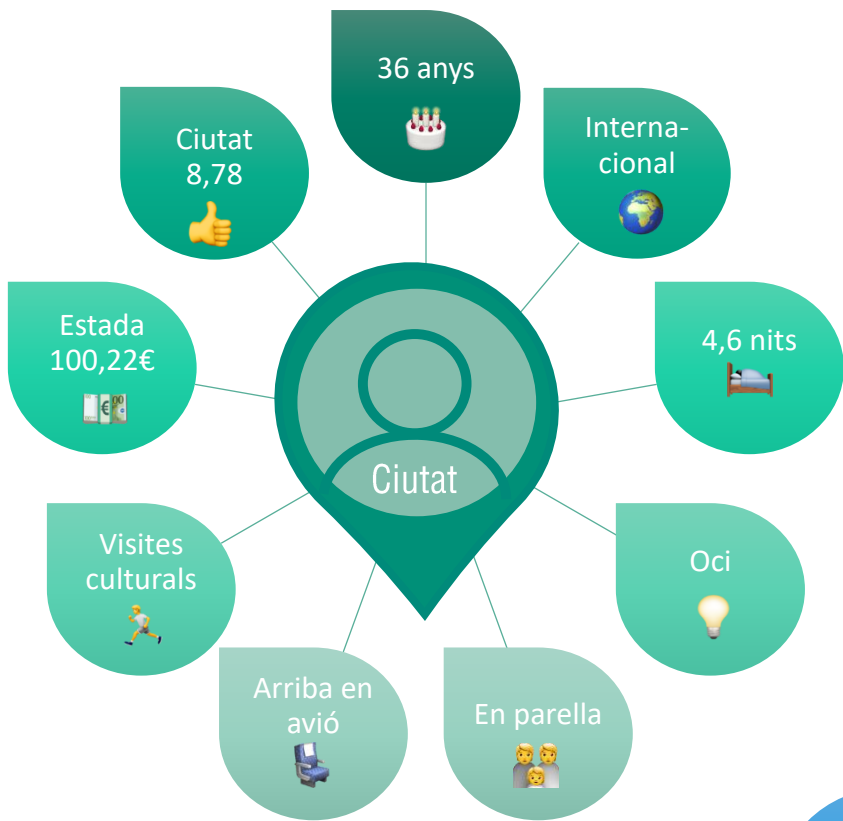 36 anys
Interna-
cional
4,6 nits
Oci
En parella
Arriba en
avió
Visites
culturals
Estada
100,22€
Ciutat
8,78
Ciutat